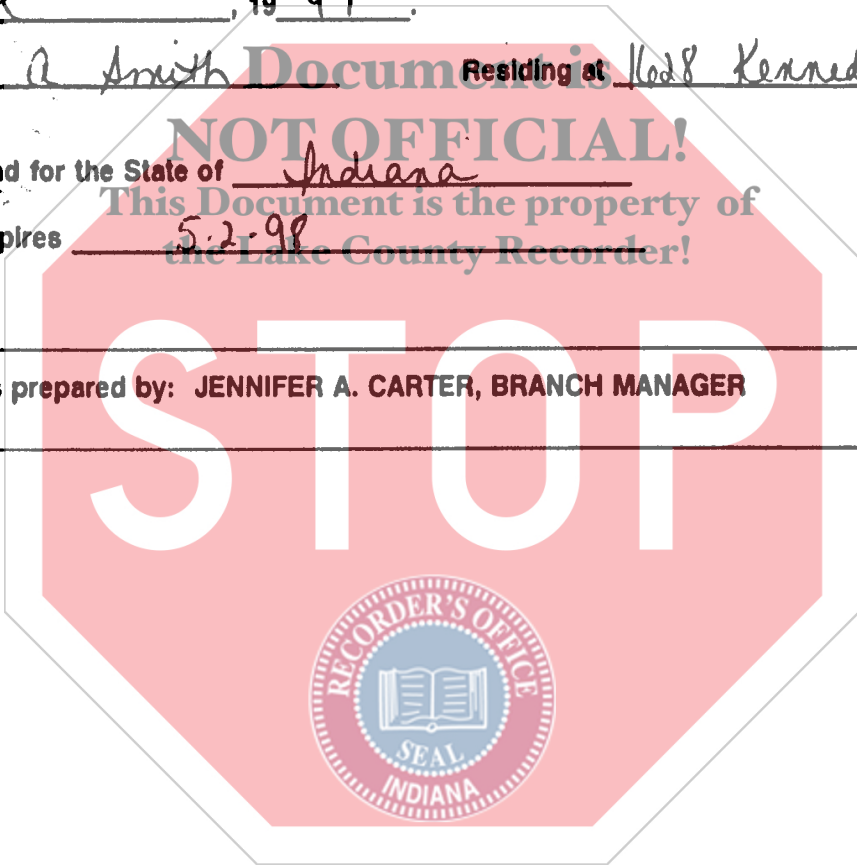 , 19
a Smith Residing at 1628 Kenned
Document is
NOT OFFICIAL!
nd for the State of Indiana
This Document is the property of
pires 5-2-98
the Lake County Recorder!
s prepared by: JENNIFER A. CARTER, BRANCH MANAGER
STOP
RECORDER'S OFFICE
SEAL
INDIANA